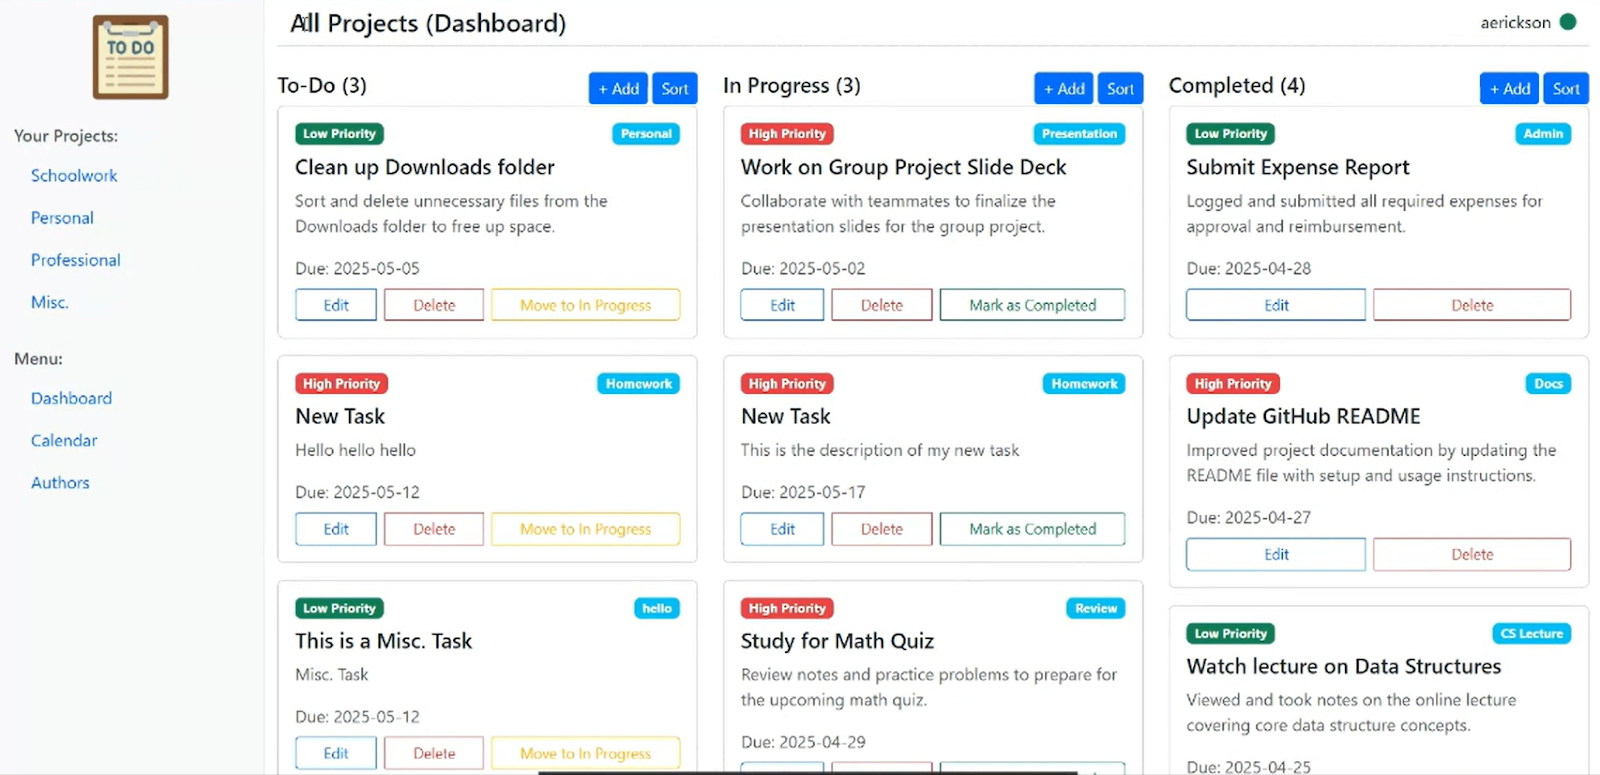 All Projects (Dashboard)
aerickson
TO DO
Your Projects:
Schoolwork
Personal
Professional
Misc.
Menu:
Dashboard
Calendar
Authors
To-Do (3)
+ Add Sort
Low Priority Personal
Clean up Downloads folder
Sort and delete unnecessary files from the
Downloads folder to free up space.
Due: 2025-05-05
Edit Delete Move to In Progress
High Priority Homework
New Task
Hello hello hello
Due: 2025-05-12
Edit Delete Move to In Progress
Low Priority hello
This is a Misc. Task
Misc. Task
Due: 2025-05-12
Edit Delete Move to In Progress
In Progress (3)
+ Add Sort
High Priority Presentation
Work on Group Project Slide Deck
Collaborate with teammates to finalize the
presentation slides for the group project.
Due: 2025-05-02
Edit Delete Mark as Completed
High Priority Homework
New Task
This is the description of my new task
Due: 2025-05-17
Edit Delete Mark as Completed
High Priority Review
Study for Math Quiz
Review notes and practice problems to prepare for
the upcoming math quiz.
Due: 2025-04-29
Completed (4)
+ Add Sort
Low Priority Admin
Submit Expense Report
Logged and submitted all required expenses for
approval and reimbursement.
Due: 2025-04-28
Edit Delete
High Priority Docs
Update GitHub README
Improved project documentation by updating the
README file with setup and usage instructions.
Due: 2025-04-27
Edit Delete
Low Priority CS Lecture
Watch lecture on Data Structures
Viewed and took notes on the online lecture
covering core data structure concepts.
Due: 2025-04-25